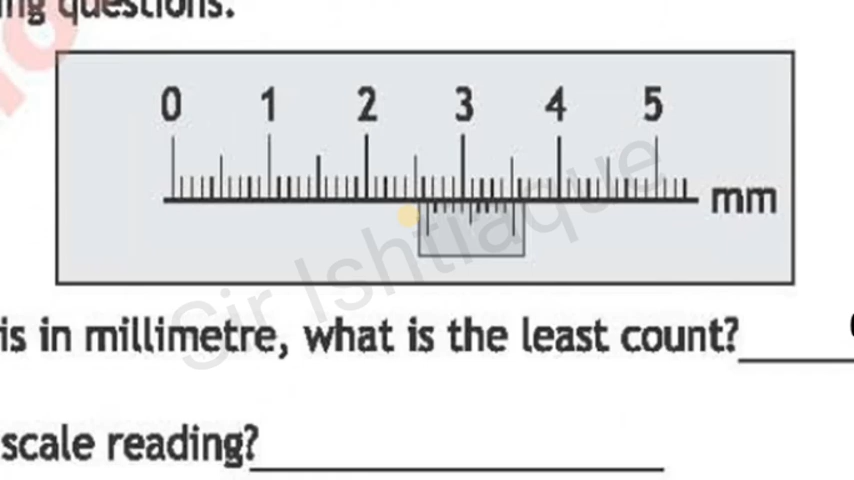 ing questions.
0 1 2 3 4 5
mm
Sir Ishtiaque
is in millimetre, what is the least count?
scale reading?